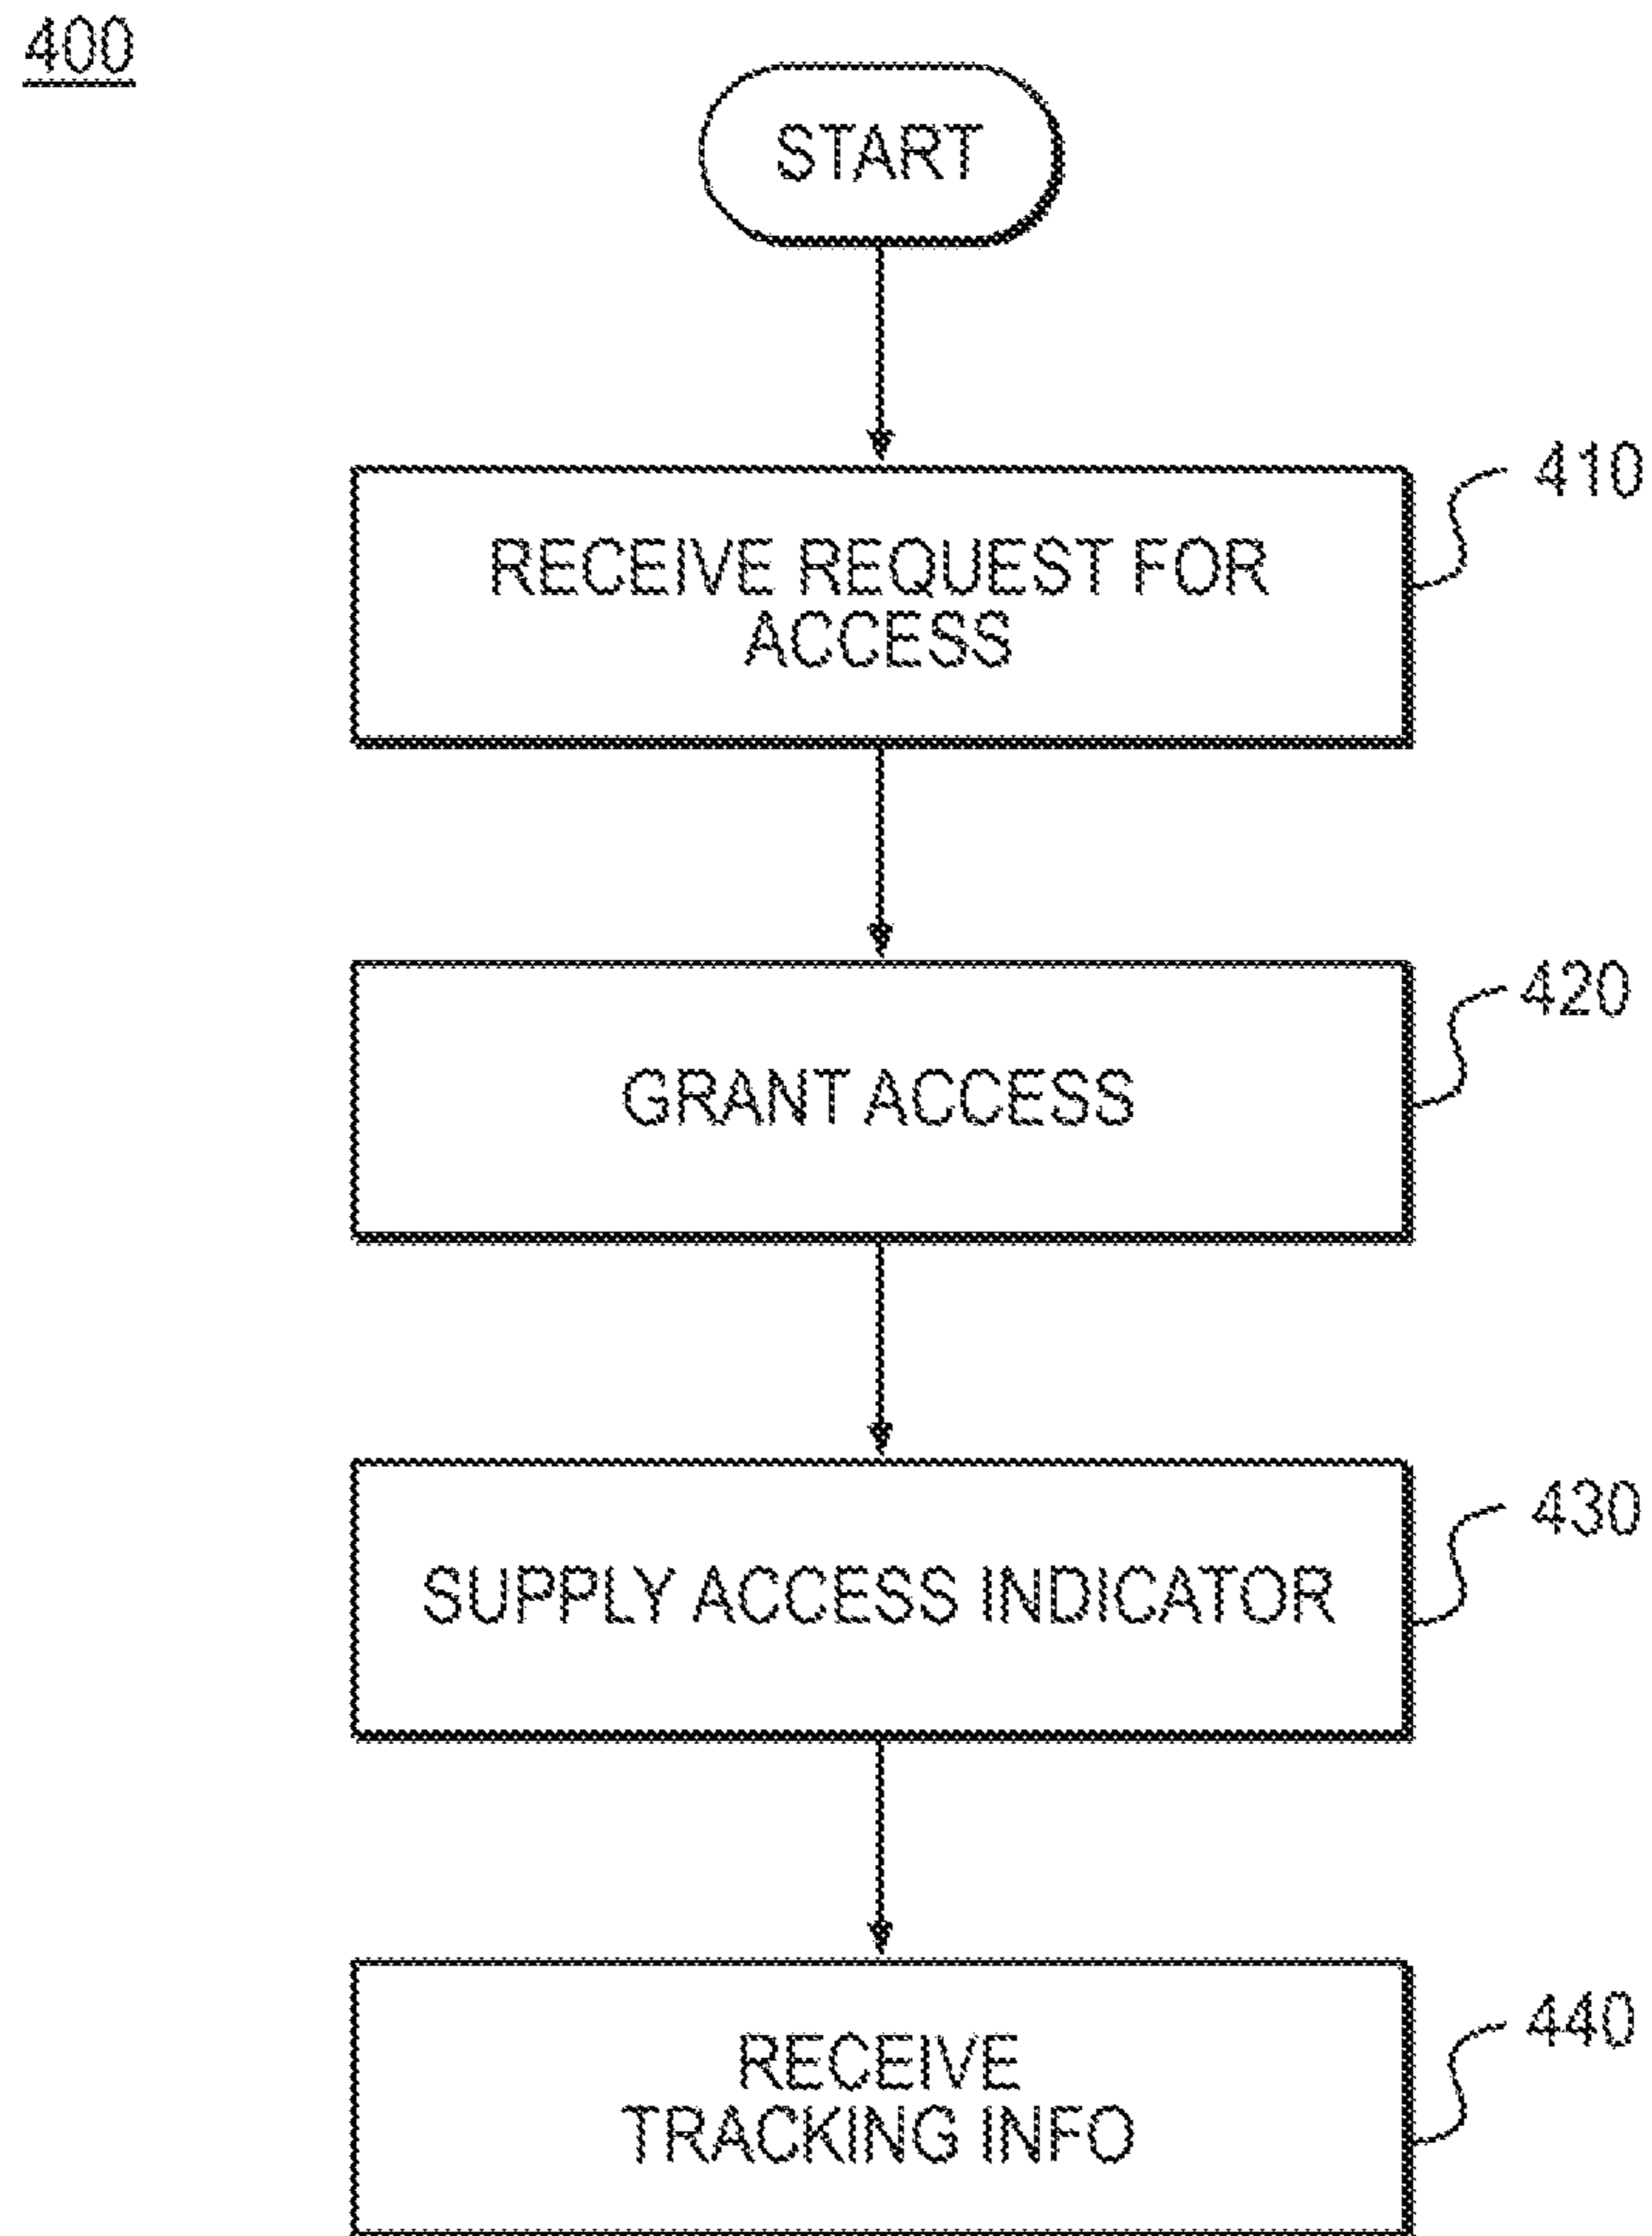 400
START
410
RECEIVE REQUEST FOR
ACCESS
420
GRANT ACCESS
430
SUPPLY ACCESS INDICATOR
440
RECEIVE
TRACKING INFO